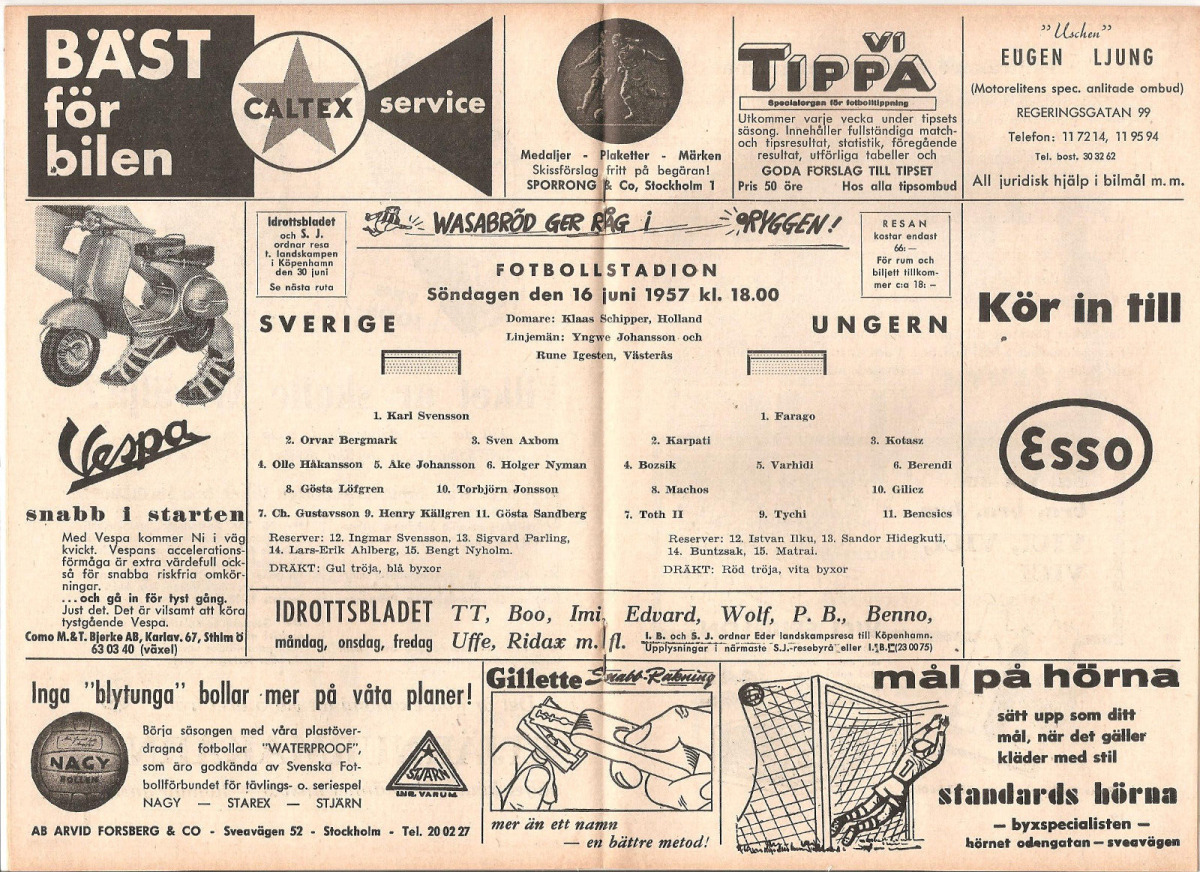 BÄST
för
bilen
CALTEX
service
Medaljer - Plaketter - Märken
Skissförslag fritt på begäran!
SPORRONG & Co, Stockholm 1
VI
TIPPA
Specialorgan för fotbolltippning
Utkommer varje vecka under tipsets
säsong. Innehåller fullständiga match-
och tipsresultat, statistik, föregående
resultat, utförliga tabeller och
GODA FÖRSLAG TILL TIPSET
Pris 50 öre Hos alla tipsombud
"Uschen"
EUGEN LJUNG
(Motorelitens spec. anlitade ombud)
REGERINGSGATAN 99
Telefon: 11 72 14, 11 95 94
Tel. bost. 30 32 62
All juridisk hjälp i bilmål m. m.
Vespa
snabb i starten
Med Vespa kommer Ni i väg
kvickt. Vespans accelerations-
förmåga är extra värdefull ock-
så för snabba riskfria omkör-
ningar.
...och gå in för tyst gång.
Just det. Det är vilsamt att köra
tystgående Vespa.
Como M.& T. Bjerke AB, Karlav. 67, Sthlm Ö
63 03 40 (växel)
Idrottsbladet
och S. J.
ordnar resa
t. landskampen
i Köpenhamn
den 30 juni
Se nästa ruta
WASABRÖD GER RÅG i RYGGEN!
RESAN
kostar endast
66: —
För rum och
biljett tillkom-
mer c:a 18: –
FOTBOLLSTADION
Söndagen den 16 juni 1957 kl. 18.00
SVERIGE
Domare: Klaas Schipper, Holland
Linjemän: Yngwe Johansson och
Rune Igesten, Västerås
UNGERN
1. Karl Svensson
2. Orvar Bergmark 3. Sven Axbom
4. Olle Håkansson 5. Åke Johansson 6. Holger Nyman
8. Gösta Löfgren 10. Torbjörn Jonsson
7. Ch. Gustavsson 9. Henry Källgren 11. Gösta Sandberg
Reserver: 12. Ingmar Svensson, 13. Sigvard Parling,
14. Lars-Erik Ahlberg, 15. Bengt Nyholm.
DRÄKT: Gul tröja, blå byxor
1. Farago
2. Karpati 3. Kotasz
4. Bozsik 5. Varhidi 6. Berendi
8. Machos 10. Gilicz
7. Toth II 9. Tychi 11. Bencsics
Reserver: 12. Istvan Ilku, 13. Sandor Hidegkuti,
14. Buntzsak, 15. Matrai.
DRÄKT: Röd tröja, vita byxor
IDROTTSBLADET
måndag, onsdag, fredag
TT, Boo, Imi, Edvard, Wolf, P. B., Benno,
Uffe, Ridax m. fl.
I. B. och S. J. ordnar Eder landskampsresa till Köpenhamn.
Upplysningar i närmaste S.J.-resebyrå eller I. B. (23 00 75)
Kör in till
Esso
Inga "blytunga" bollar mer på våta planer!
NAGY
BOLLEN
Börja säsongen med våra plastöver-
dragna fotbollar "WATERPROOF",
som äro godkända av Svenska Fot-
bollförbundet för tävlings- o. seriespel
NAGY — STAREX — STJÄRN
STJÄRN
AB ARVID FORSBERG & CO - Sveavägen 52 - Stockholm - Tel. 20 02 27
Gillette Snabb-Rakning
mer än ett namn
– en bättre metod!
mål på hörna
sätt upp som ditt
mål, när det gäller
kläder med stil
standards hörna
— byxspecialisten —
hörnet odengatan — sveavägen